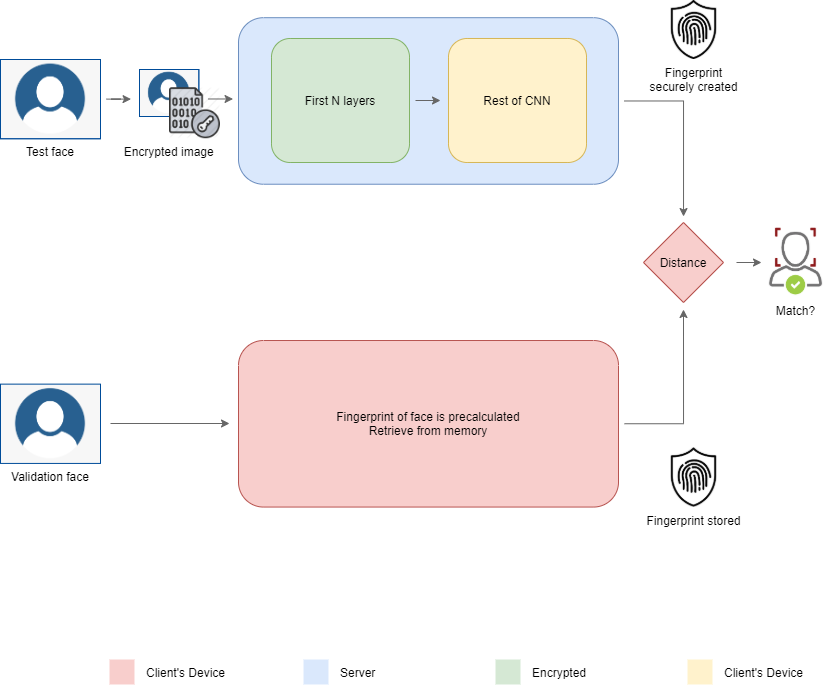 First N layers
Rest of CNN
Fingerprint
securely created
01010
0010
010
Test face
Encrypted image
Distance
Match?
Fingerprint of face is precalculated
Retrieve from memory
Validation face
Fingerprint stored
Client's Device
Server
Encrypted
Client's Device